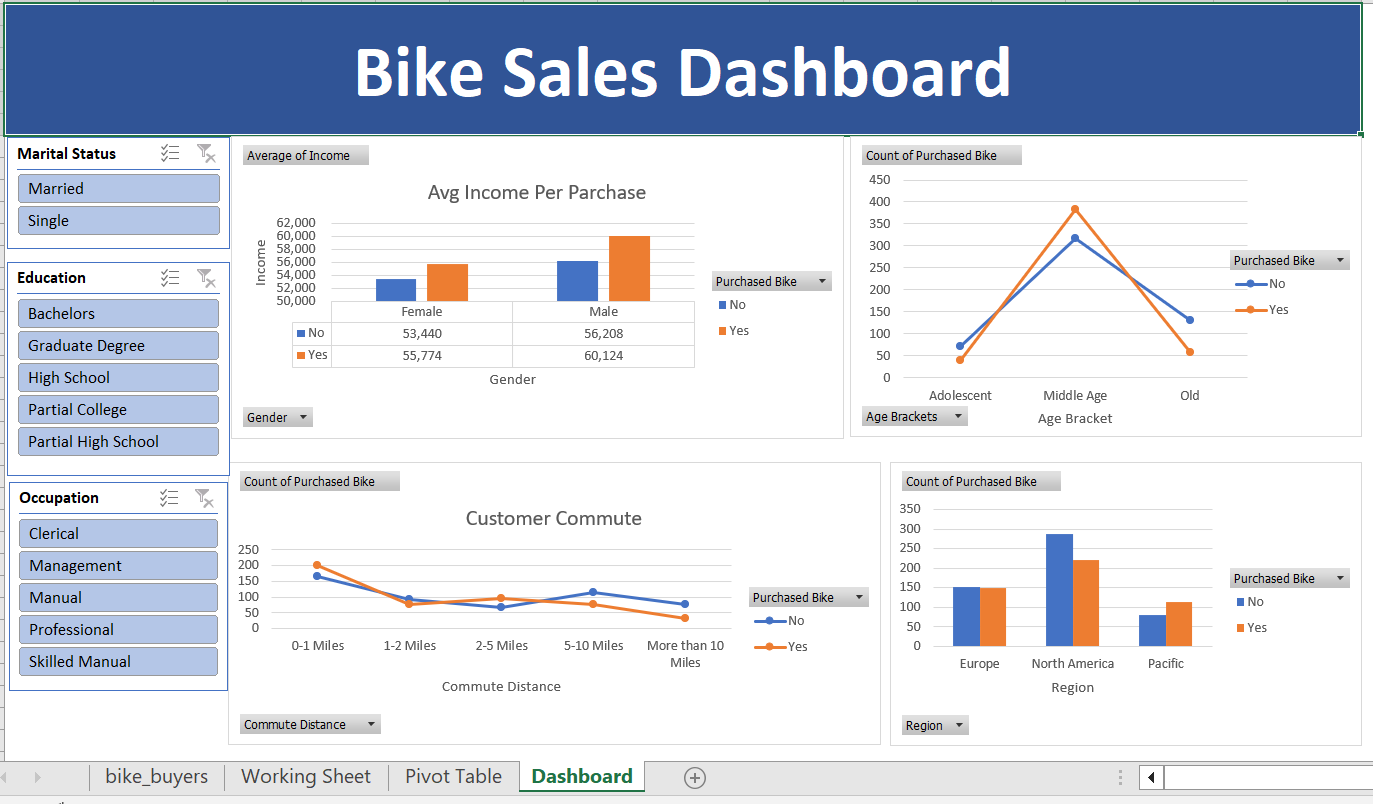 Bike Sales Dashboard
Marital Status
Married
Single
Education
Bachelors
Graduate Degree
High School
Partial College
Partial High School
Occupation
Clerical
Management
Manual
Professional
Skilled Manual
Average of Income
Avg Income Per Parchase
Income
62,000
60,000
58,000
56,000
54,000
52,000
50,000
Female Male
No 53,440 56,208
Yes 55,774 60,124
Gender
Purchased Bike
No
Yes
Gender
Count of Purchased Bike
450
400
350
300
250
200
150
100
50
0
Adolescent Middle Age Old
Age Bracket
Purchased Bike
No
Yes
Age Brackets
Count of Purchased Bike
Customer Commute
250
200
150
100
50
0
0-1 Miles 1-2 Miles 2-5 Miles 5-10 Miles More than 10
Miles
Commute Distance
Purchased Bike
No
Yes
Commute Distance
Count of Purchased Bike
350
300
250
200
150
100
50
0
Europe North America Pacific
Region
Purchased Bike
No
Yes
Region
bike_buyers Working Sheet Pivot Table Dashboard